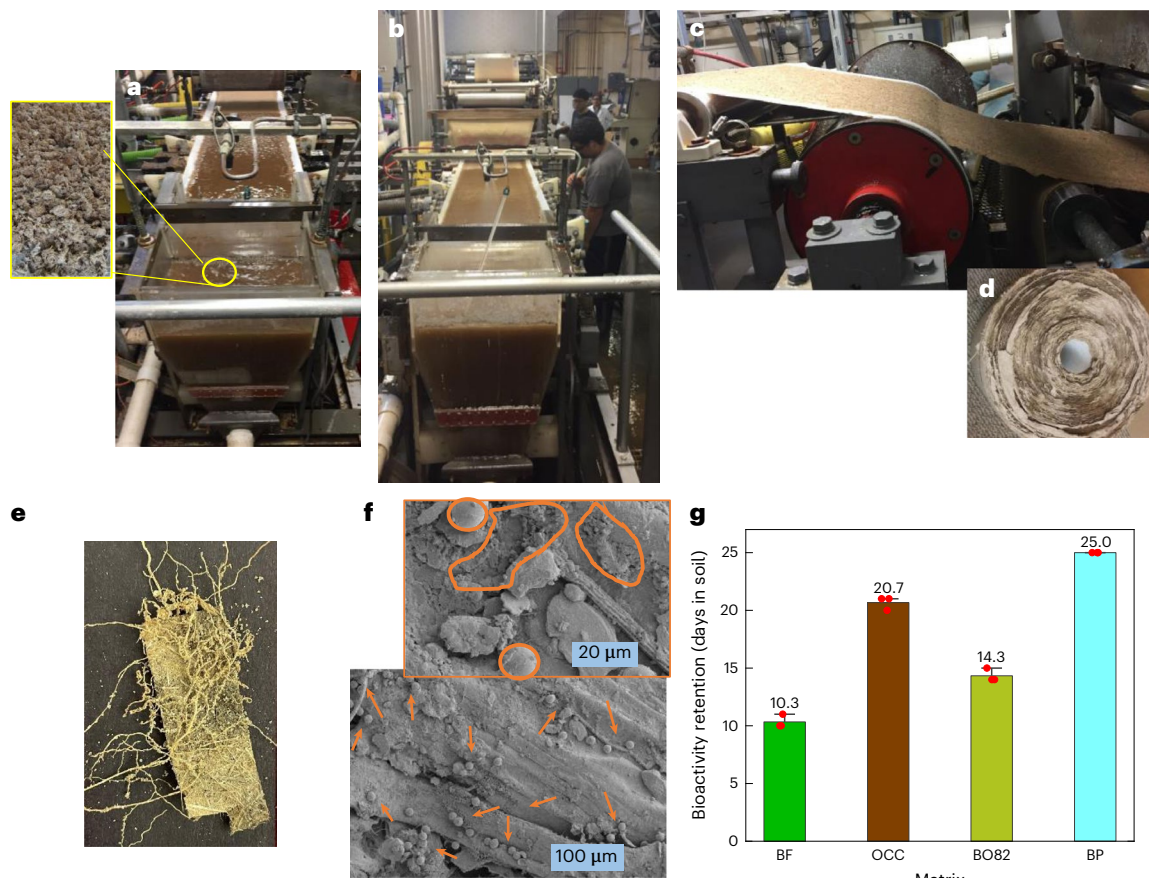 a
b
c
d
e
f
20 µm
100 µm
g
Bioactivity retention (days in soil)
25
20
15
10
5
0
10.3
20.7
14.3
25.0
BF
OCC
BO82
BP
Matrix